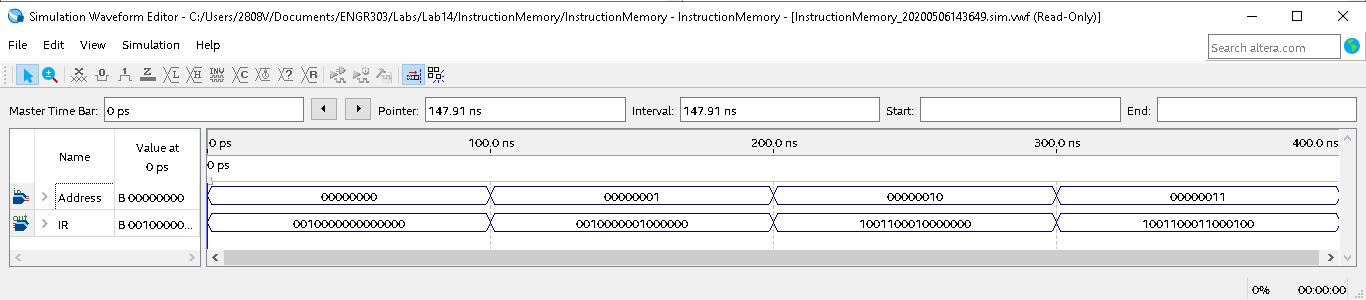 Simulation Waveform Editor - C:/Users/2808V/Documents/ENGR303/Labs/Lab14/InstructionMemory/InstructionMemory - InstructionMemory - [InstructionMemory_20200506143649.sim.vwf (Read-Only)]
File Edit View Simulation Help
Search altera.com
Master Time Bar: 0 ps Pointer: 147.91 ns Interval: 147.91 ns Start: End:
Name Value at 0 ps
0 ps 100.0 ns 200.0 ns 300.0 ns 400.0 ns
0 ps
in Address B 00000000 00000000 00000001 00000010 00000011
out IR B 00100000... 0010000000000000 0010000001000000 1001100010000000 1001100011000100
0% 00:00:00